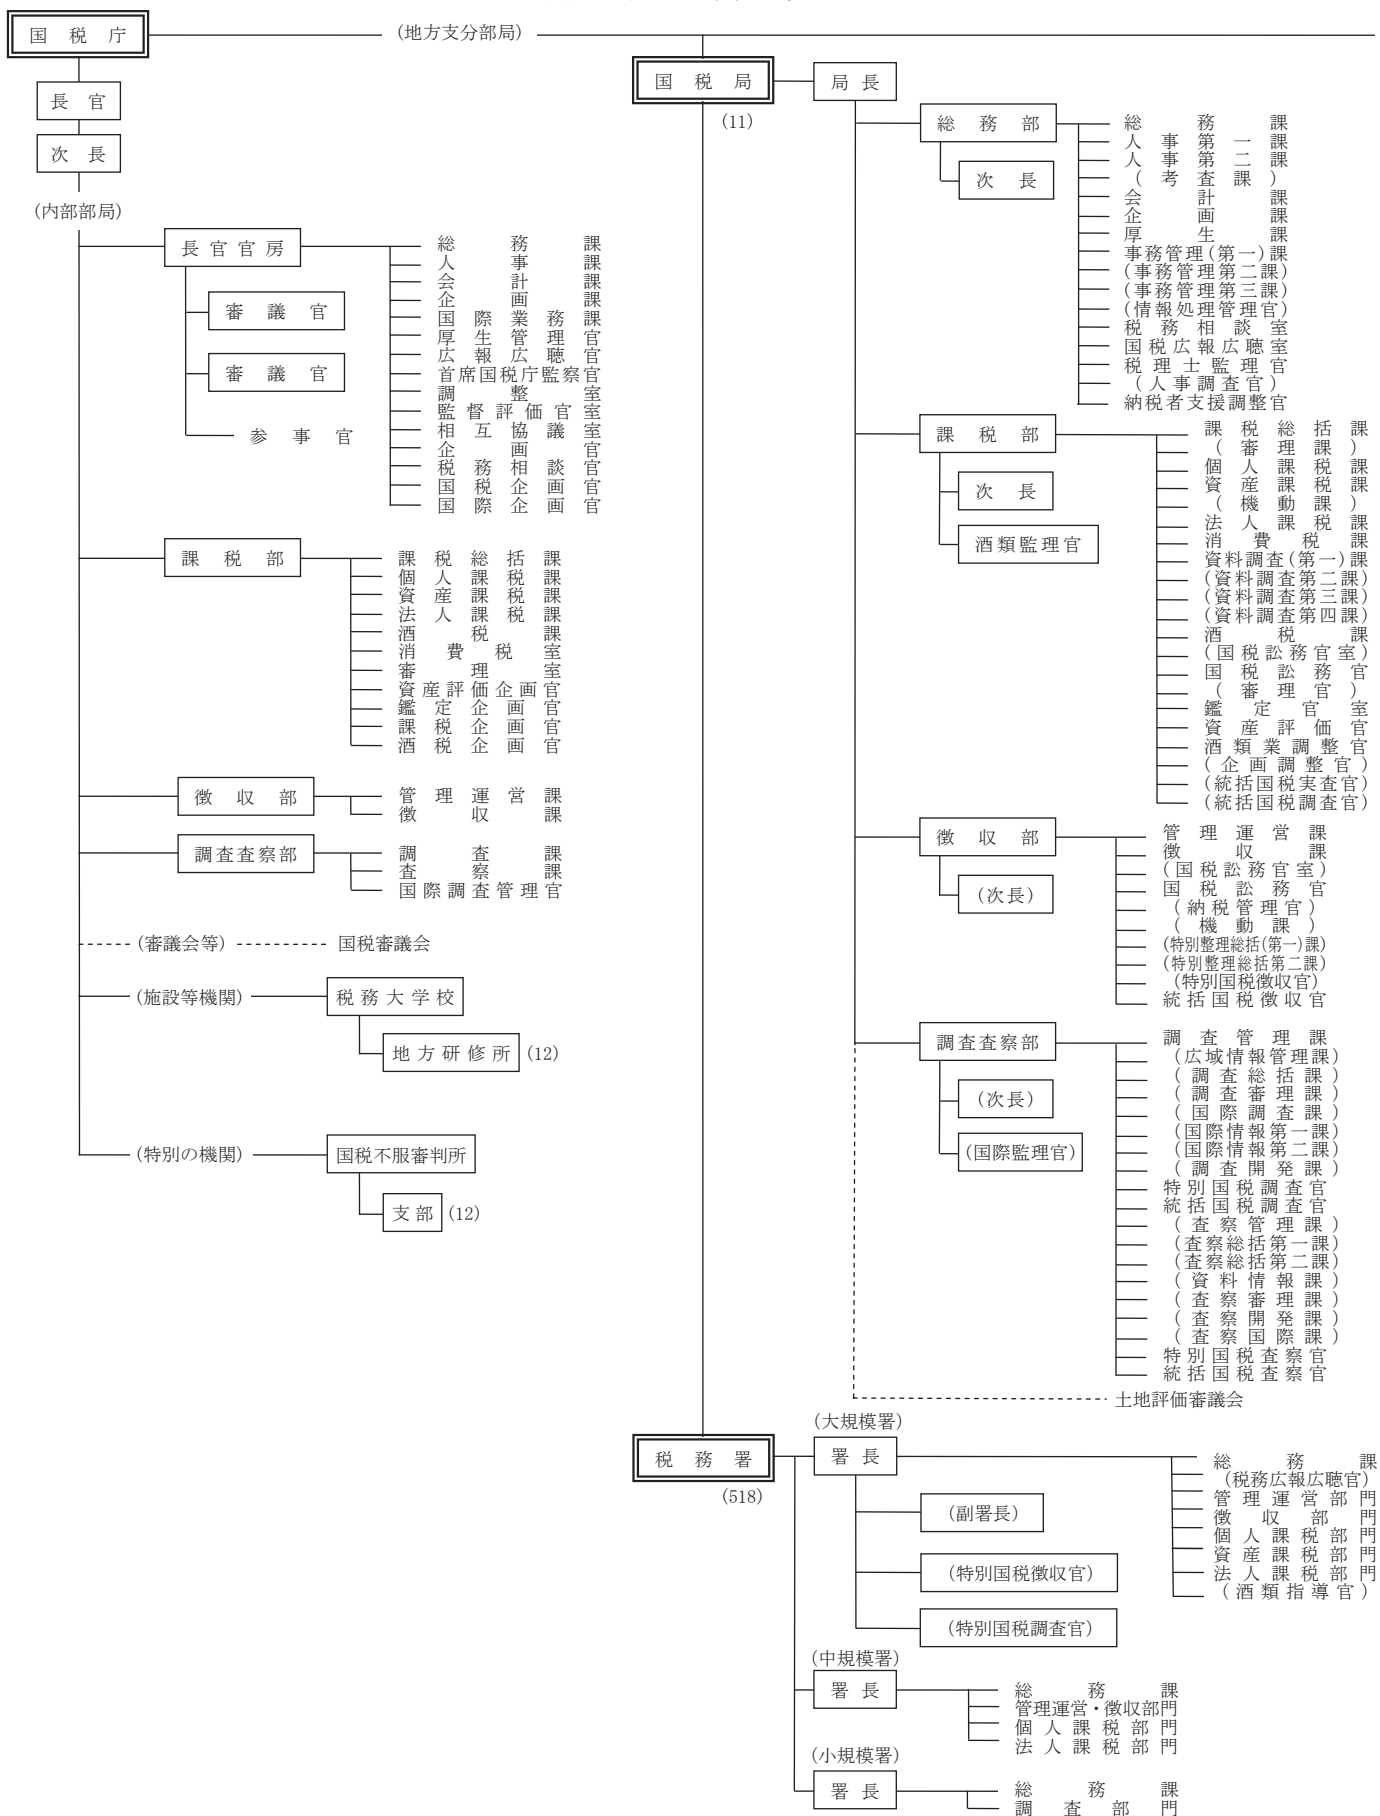 国税庁
(地方支分部局)
長官
次長
(内部部局)
長官官房
審議官
審議官
参事官
総務課
人事課
会計課
企画課
国際業務課
厚生管理官
広報広聴官
首席国税庁監察官
調整室
監督評価官室
相互協議室
企画官
税務相談官
国税企画官
国際企画官
課税部
課税総括課
個人課税課
資産課税課
法人課税課
酒税課
消費税室
審理室
資産評価企画官
鑑定企画官
課税企画官
酒税企画官
徴収部
管理運営課
徴収課
調査査察部
調査課
査察課
国際調査管理官
(審議会等)
国税審議会
(施設等機関)
税務大学校
地方研修所 (12)
(特別の機関)
国税不服審判所
支部 (12)
国税局
(11)
局長
総務部
次長
総務課
人事第一課
人事第二課
(考査課)
会計課
企画課
厚生課
事務管理(第一)課
(事務管理第二課)
(事務管理第三課)
(情報処理管理官)
税務相談室
国税広報広聴室
税理士監理官
(人事調査官)
納税者支援調整官
課税部
次長
酒類監理官
課税総括課
(審理課)
個人課税課
資産課税課
(機動課)
法人課税課
消費税課
資料調査(第一)課
(資料調査第二課)
(資料調査第三課)
(資料調査第四課)
酒税課
(国税訟務官室)
国税訟務官
(審理官)
鑑定官室
資産評価官
酒類業調整官
(企画調整官)
(統括国税実査官)
(統括国税調査官)
徴収部
(次長)
管理運営課
徴収課
(国税訟務官室)
国税訟務官
(納税管理官)
(機動課)
(特別整理総括(第一)課)
(特別整理総括第二課)
(特別国税徴収官)
統括国税徴収官
調査査察部
(次長)
(国際監理官)
調査管理課
(広域情報管理課)
(調査総括課)
(調査審理課)
(国際調査課)
(国際情報第一課)
(国際情報第二課)
(調査開発課)
特別国税調査官
統括国税調査官
(査察管理課)
(査察総括第一課)
(査察総括第二課)
(資料情報課)
(査察審理課)
(査察開発課)
(査察国際課)
特別国税査察官
統括国税査察官
土地評価審議会
税務署
(518)
(大規模署)
署長
(副署長)
(特別国税徴収官)
(特別国税調査官)
総務課
(税務広報広聴官)
管理運営部門
徴収部門
個人課税部門
資産課税部門
法人課税部門
(酒類指導官)
(中規模署)
署長
総務課
管理運営・徴収部門
個人課税部門
法人課税部門
(小規模署)
署長
総務課
調査部門